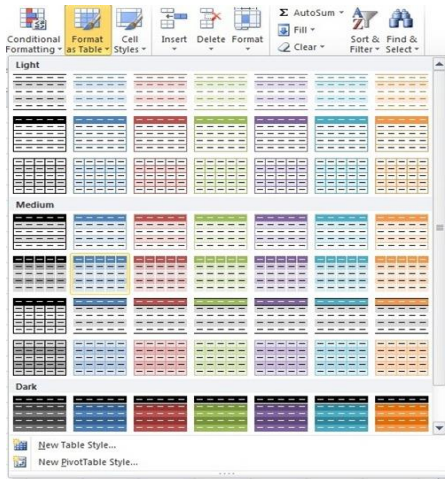 Σ AutoSum
Fill
Clear
Conditional Formatting
Format as Table
Cell Styles
Insert
Delete
Format
Sort & Filter
Find & Select
Light
Medium
Dark
New Table Style...
New PivotTable Style...